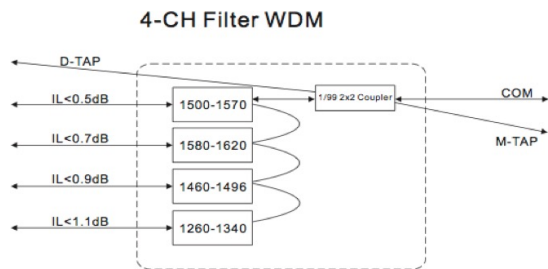 4-CH Filter WDM
D-TAP
IL<0.5dB
1500-1570
1/99 2x2 Coupler
COM
IL<0.7dB
1580-1620
M-TAP
IL<0.9dB
1460-1496
IL<1.1dB
1260-1340